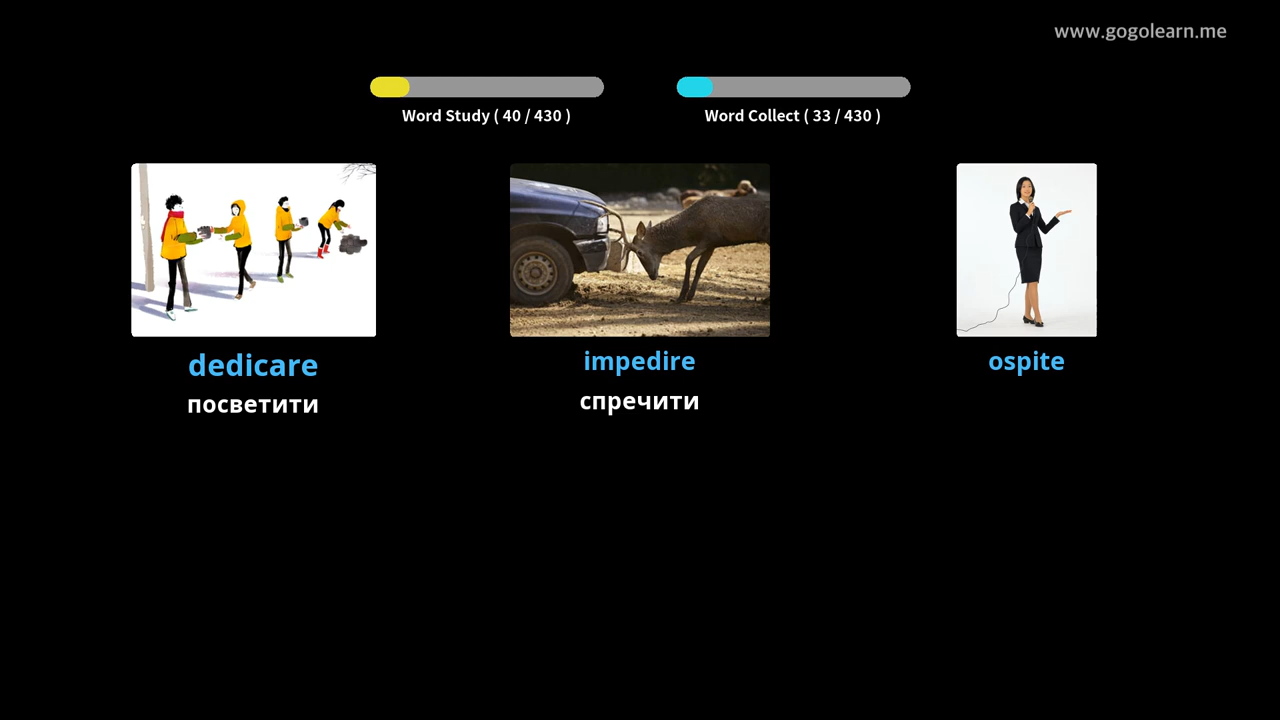 www.gogolearn.me
Word Study ( 40 / 430 )
Word Collect ( 33 / 430 )
dedicare
посветити
impedire
спречити
ospite